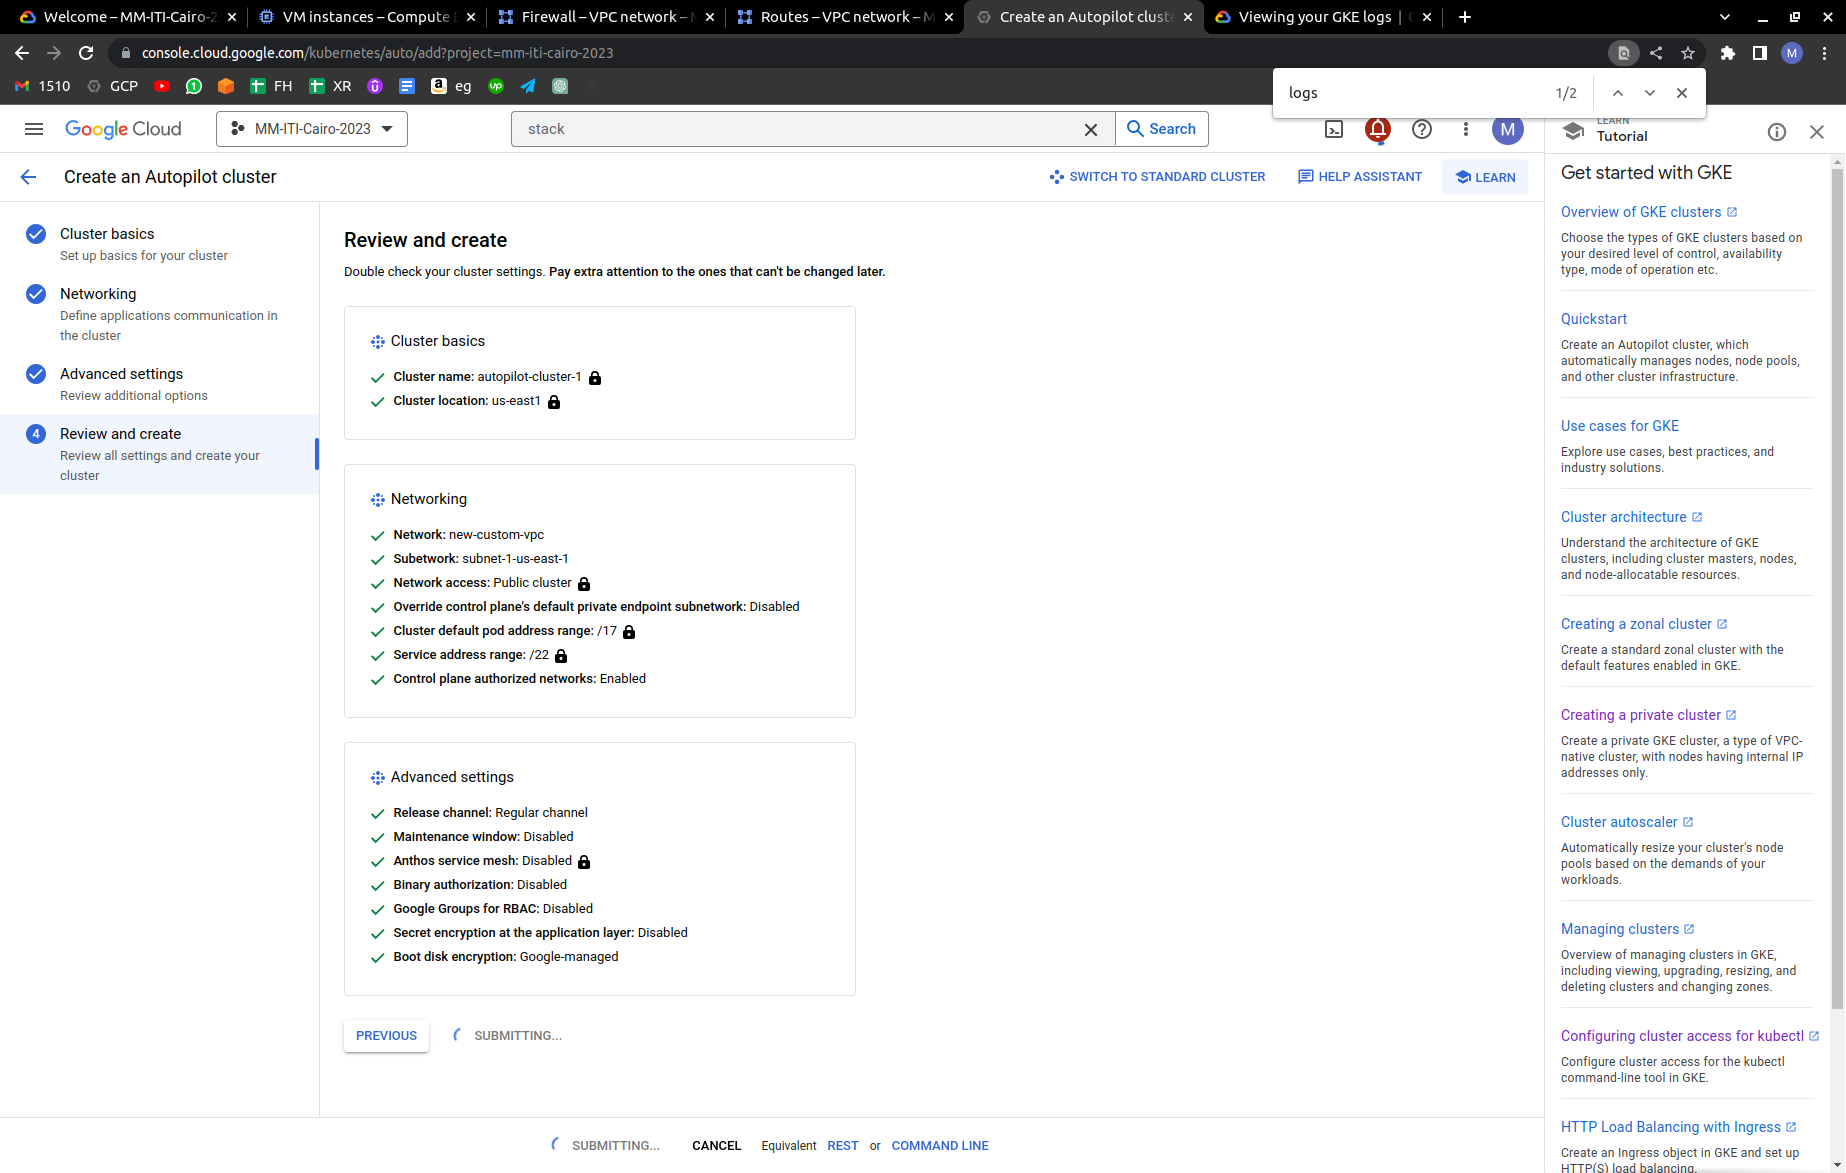 Welcome – MM-ITI-Cairo-2
VM instances – Compute E
Firewall – VPC network – M
Routes – VPC network – M
Create an Autopilot cluste
Viewing your GKE logs |
console.cloud.google.com/kubernetes/auto/add?project=mm-iti-cairo-2023
M
1510
GCP
1
FH
XR
eg
up
logs
1/2
Google Cloud
MM-ITI-Cairo-2023
stack
Search
M
LEARN
Tutorial
Create an Autopilot cluster
SWITCH TO STANDARD CLUSTER
HELP ASSISTANT
LEARN
Cluster basics
Set up basics for your cluster
Networking
Define applications communication in
the cluster
Advanced settings
Review additional options
4
Review and create
Review all settings and create your
cluster
Review and create
Double check your cluster settings. Pay extra attention to the ones that can't be changed later.
Cluster basics
Cluster name: autopilot-cluster-1
Cluster location: us-east1
Networking
Network: new-custom-vpc
Subetwork: subnet-1-us-east-1
Network access: Public cluster
Override control plane's default private endpoint subnetwork: Disabled
Cluster default pod address range: /17
Service address range: /22
Control plane authorized networks: Enabled
Advanced settings
Release channel: Regular channel
Maintenance window: Disabled
Anthos service mesh: Disabled
Binary authorization: Disabled
Google Groups for RBAC: Disabled
Secret encryption at the application layer: Disabled
Boot disk encryption: Google-managed
PREVIOUS
SUBMITTING...
SUBMITTING...
CANCEL
Equivalent REST or COMMAND LINE
Get started with GKE
Overview of GKE clusters
Choose the types of GKE clusters based on
your desired level of control, availability
type, mode of operation etc.
Quickstart
Create an Autopilot cluster, which
automatically manages nodes, node pools,
and other cluster infrastructure.
Use cases for GKE
Explore use cases, best practices, and
industry solutions.
Cluster architecture
Understand the architecture of GKE
clusters, including cluster masters, nodes,
and node-allocatable resources.
Creating a zonal cluster
Create a standard zonal cluster with the
default features enabled in GKE.
Creating a private cluster
Create a private GKE cluster, a type of VPC-
native cluster, with nodes having internal IP
addresses only.
Cluster autoscaler
Automatically resize your cluster's node
pools based on the demands of your
workloads.
Managing clusters
Overview of managing clusters in GKE,
including viewing, upgrading, resizing, and
deleting clusters and changing zones.
Configuring cluster access for kubectl
Configure cluster access for the kubectl
command-line tool in GKE.
HTTP Load Balancing with Ingress
Create an Ingress object in GKE and set up
HTTP(S) load balancing.